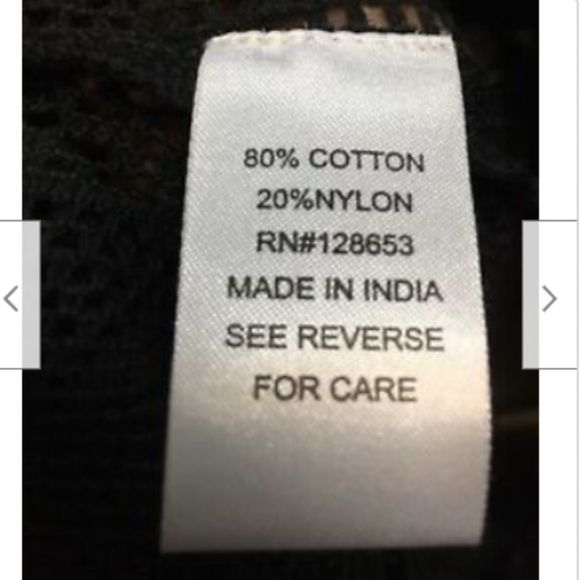 80% COTTON
20%NYLON
RN#128653
MADE IN INDIA
SEE REVERSE
FOR CARE